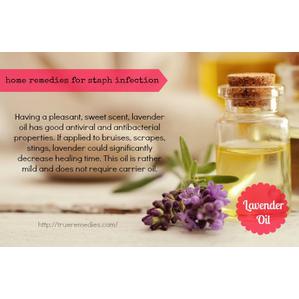 home remedies for staph infection
Having a pleasant, sweet scent, lavender
oil has good antiviral and antibacterial
properties. If applied to bruises, scrapes,
stings, lavender could significantly
decrease healing time. This oil is rather
mild and does not require carrier oil.
Lavender
Oil
http://trueremedies.com/